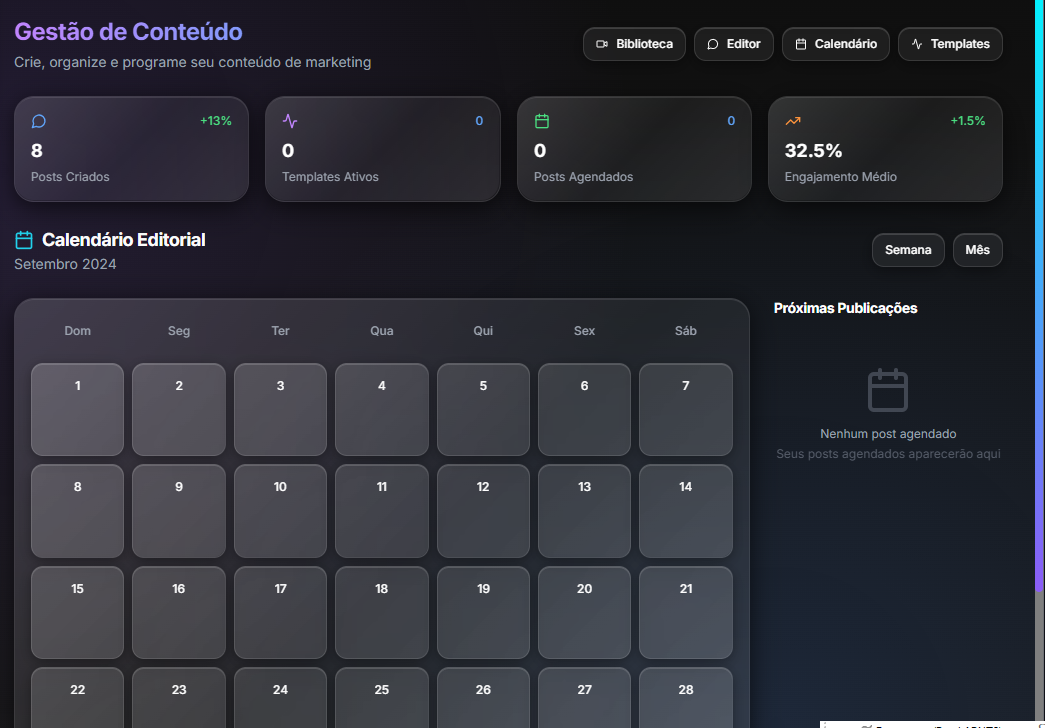 Gestão de Conteúdo
Crie, organize e programe seu conteúdo de marketing
Biblioteca
Editor
Calendário
Templates
+13%
8
Posts Criados
0
0
Templates Ativos
0
0
Posts Agendados
+1.5%
32.5%
Engajamento Médio
Calendário Editorial
Setembro 2024
Semana
Mês
Dom Seg Ter Qua Qui Sex Sáb
1 2 3 4 5 6 7
8 9 10 11 12 13 14
15 16 17 18 19 20 21
22 23 24 25 26 27 28
Próximas Publicações
Nenhum post agendado
Seus posts agendados aparecerão aqui